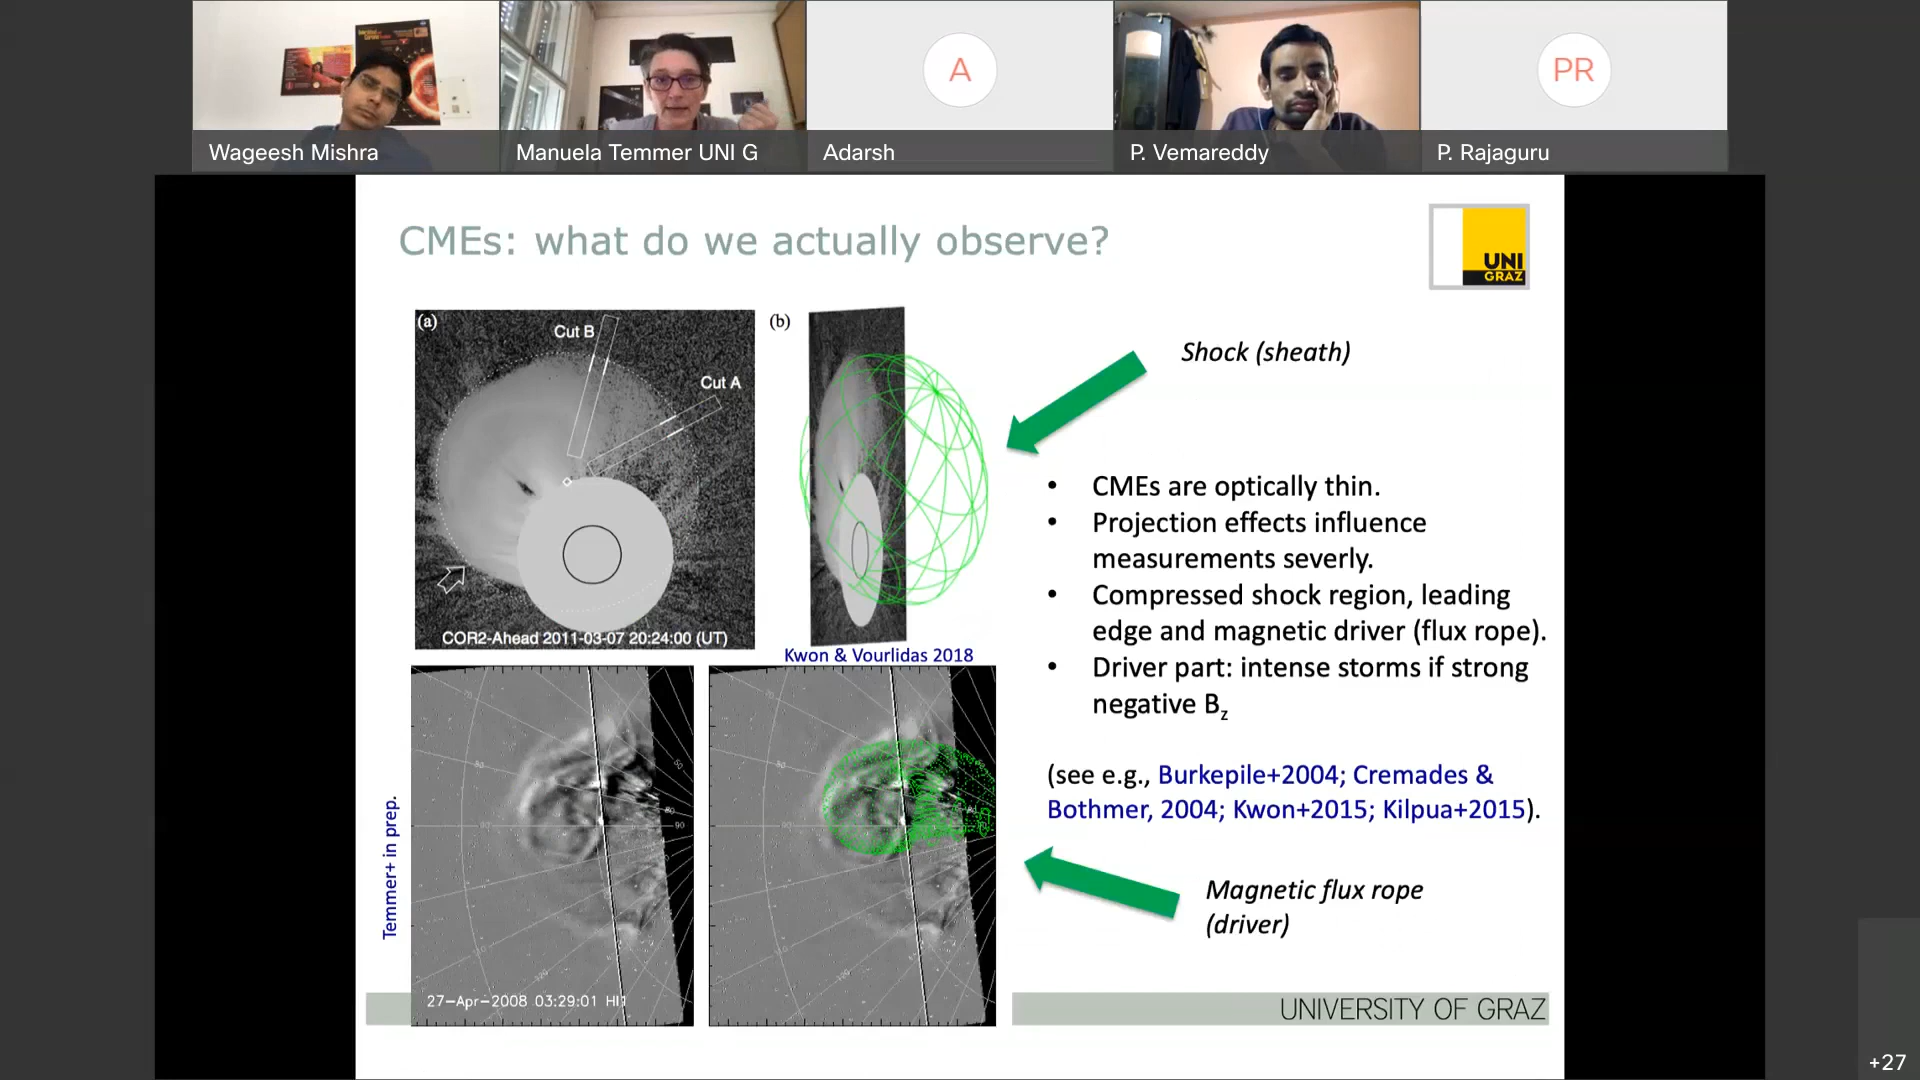 A
PR
Wageesh Mishra
Manuela Temmer UNI G
Adarsh
P. Vemareddy
P. Rajaguru
CMEs: what do we actually observe?
UNI
GRAZ
(a)
Cut B
Cut A
COR2-Ahead 2011-03-07 20:24:00 (UT)
(b)
Kwon & Vourlidas 2018
Shock (sheath)
• CMEs are optically thin.
• Projection effects influence
measurements severly.
• Compressed shock region, leading
edge and magnetic driver (flux rope).
• Driver part: intense storms if strong
negative Bz
(see e.g., Burkepile+2004; Cremades &
Bothmer, 2004; Kwon+2015; Kilpua+2015).
Temmer+ in prep.
27-Apr-2008 03:29:01 HI1
Magnetic flux rope
(driver)
UNIVERSITY OF GRAZ
+27